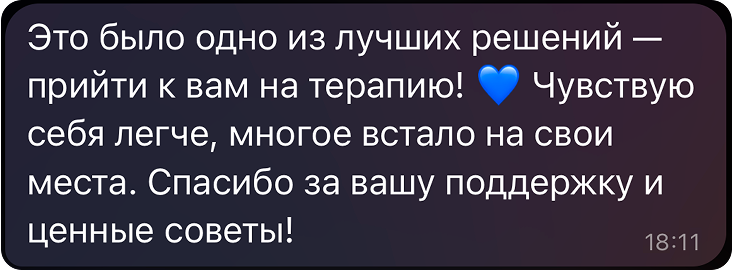 Это было одно из лучших решений —
прийти к вам на терапию! 💙 Чувствую
себя легче, многое встало на свои
места. Спасибо за вашу поддержку и
ценные советы!
18:11